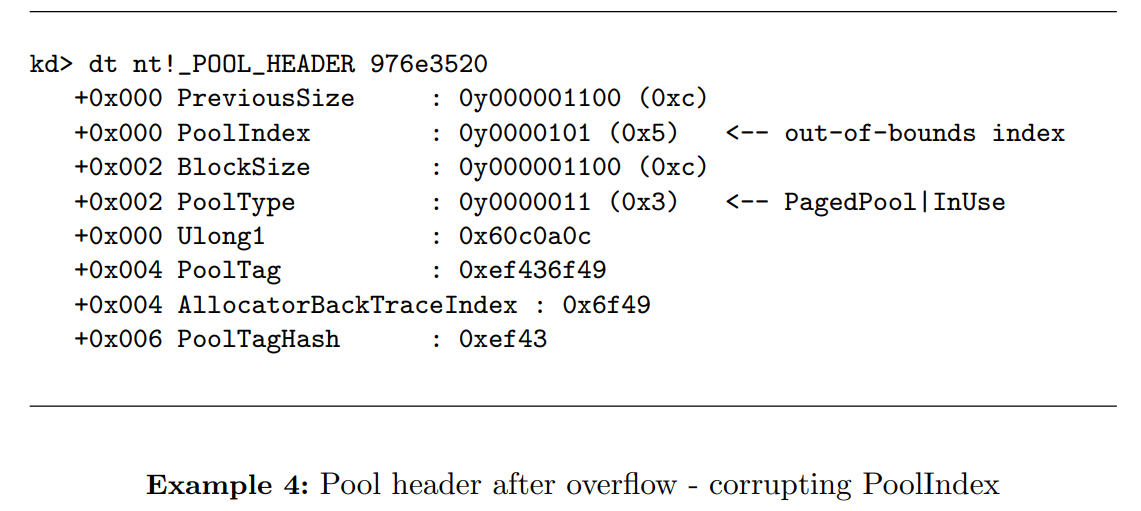 kd> dt nt!_POOL_HEADER 976e3520
+0x000 PreviousSize : 0y000001100 (0xc)
+0x000 PoolIndex : 0y0000101 (0x5) <-- out-of-bounds index
+0x002 BlockSize : 0y000001100 (0xc)
+0x002 PoolType : 0y0000011 (0x3) <-- PagedPool|InUse
+0x000 Ulong1 : 0x60c0a0c
+0x004 PoolTag : 0xef436f49
+0x004 AllocatorBackTraceIndex : 0x6f49
+0x006 PoolTagHash : 0xef43
Example 4: Pool header after overflow - corrupting PoolIndex